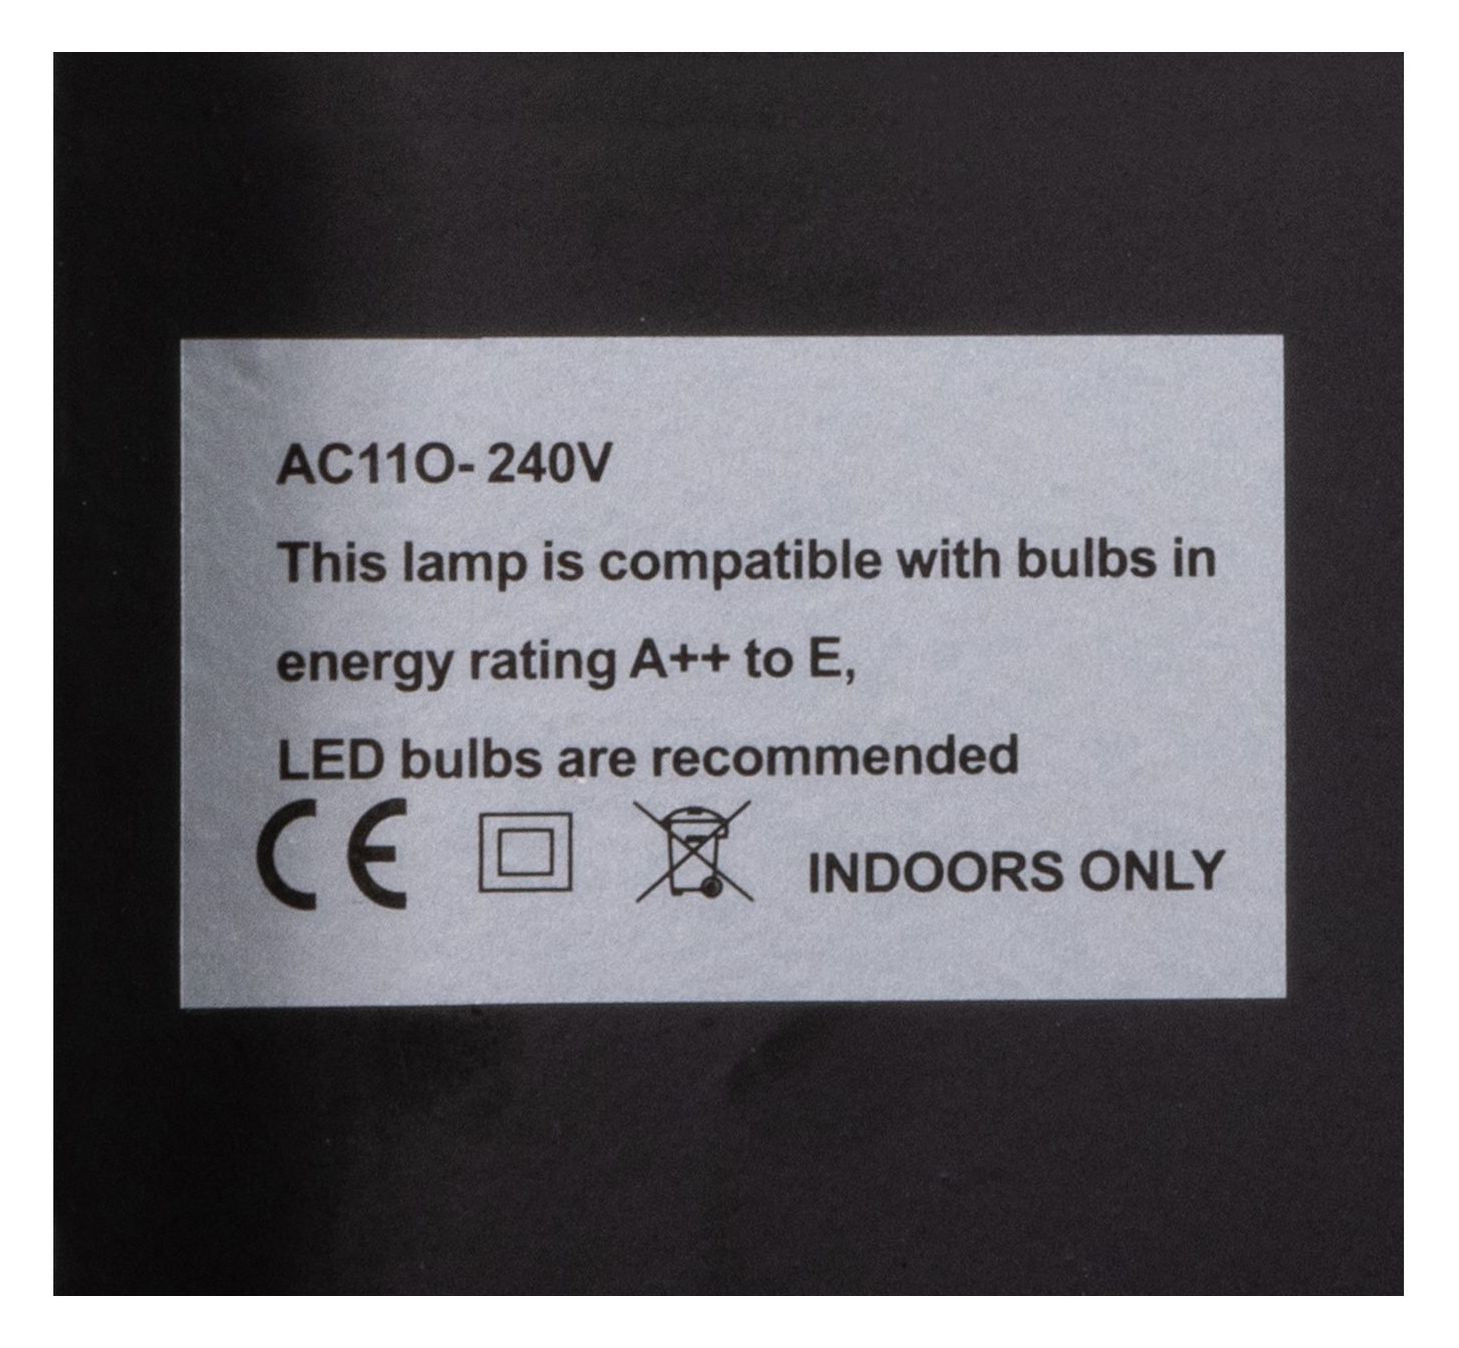 AC11O- 240V
This lamp is compatible with bulbs in
energy rating A++ to E,
LED bulbs are recommended
CE INDOORS ONLY